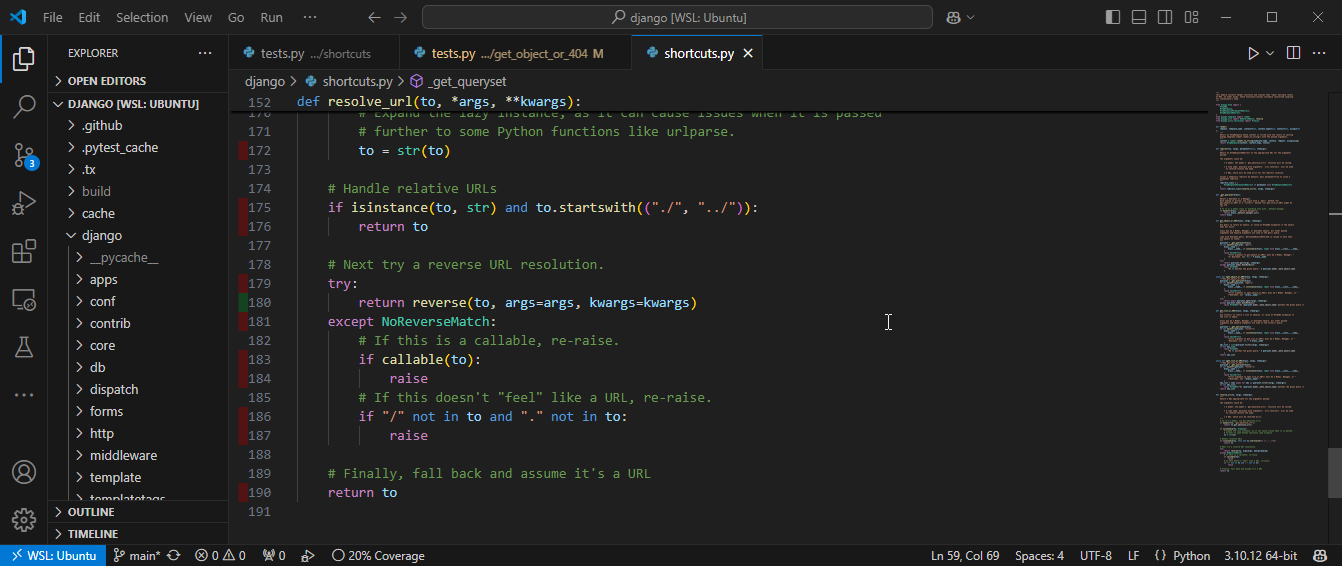 File Edit Selection View Go Run ··· django [WSL: Ubuntu]
EXPLORER ···
OPEN EDITORS
DJANGO [WSL: UBUNTU]
.github
.pytest_cache
.tx
build
cache
django
__pycache__
apps
conf
contrib
core
db
dispatch
forms
http
middleware
template
templatetags
OUTLINE
TIMELINE
3
tests.py .../shortcuts tests.py .../get_object_or_404 M shortcuts.py
django > shortcuts.py > _get_queryset
152 def resolve_url(to, *args, **kwargs):
170 # Expand the lazy instance, as it can cause issues when it is passed
171 # further to some Python functions like urlparse.
172 to = str(to)
173
174 # Handle relative URLs
175 if isinstance(to, str) and to.startswith(("./", "../")):
176 return to
177
178 # Next try a reverse URL resolution.
179 try:
180 return reverse(to, args=args, kwargs=kwargs)
181 except NoReverseMatch:
182 # If this is a callable, re-raise.
183 if callable(to):
184 raise
185 # If this doesn't "feel" like a URL, re-raise.
186 if "/" not in to and "." not in to:
187 raise
188
189 # Finally, fall back and assume it's a URL
190 return to
191
WSL: Ubuntu main* 0 0 0 20% Coverage Ln 59, Col 69 Spaces: 4 UTF-8 LF Python 3.10.12 64-bit